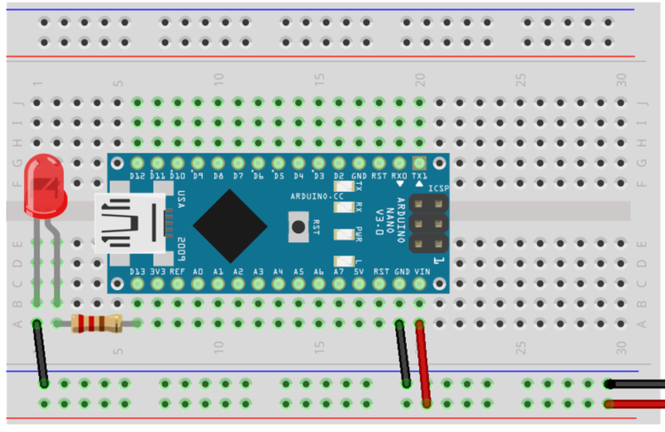 1 5 10 15 20 25 30
J
I
H
G
F
D12 D11 D10 D9 D8 D7 D6 D5 D4 D3 D2 GND RST RX0 TX1
USA
2009
ARDUINO.CC
RST
TX
RX
PWR
L
ARDUINO
NANO
V3.0
ICSP
1
D13 3V3 REF A0 A1 A2 A3 A4 A5 A6 A7 5V RST GND VIN
E
D
C
B
A
1 5 10 15 20 25 30